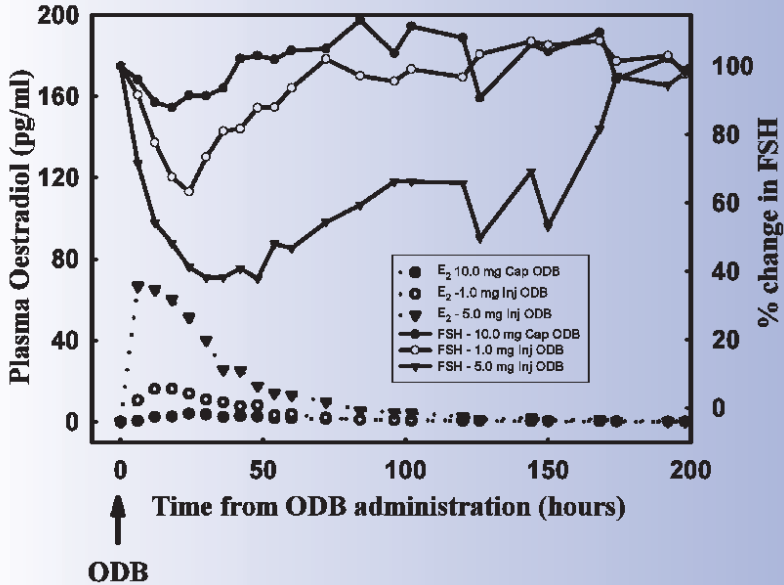 200
160
120
80
40
0
Plasma Oestradiol (pg/ml)
100
80
60
40
20
0
% change in FSH
E2 10.0 mg Cap ODB
E2 -1.0 mg Inj ODB
E2 - 5.0 mg Inj ODB
FSH - 10.0 mg Cap ODB
FSH - 1.0 mg Inj ODB
FSH - 5.0 mg Inj ODB
0 50 100 150 200
Time from ODB administration (hours)
ODB